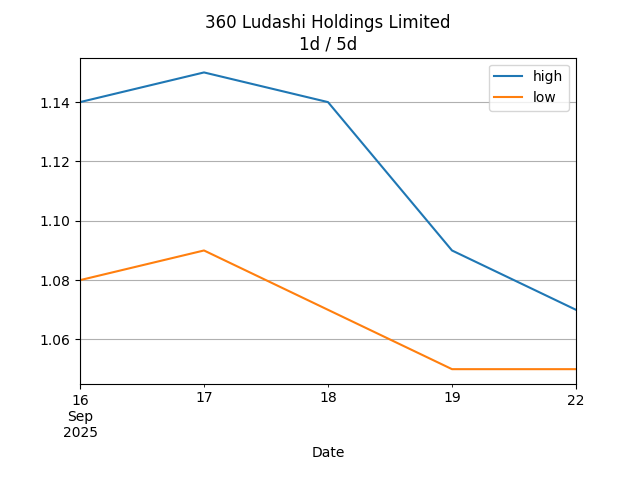 360 Ludashi Holdings Limited
1d / 5d
high
low
1.14
1.12
1.10
1.08
1.06
16
Sep
2025
17
18
19
22
Date